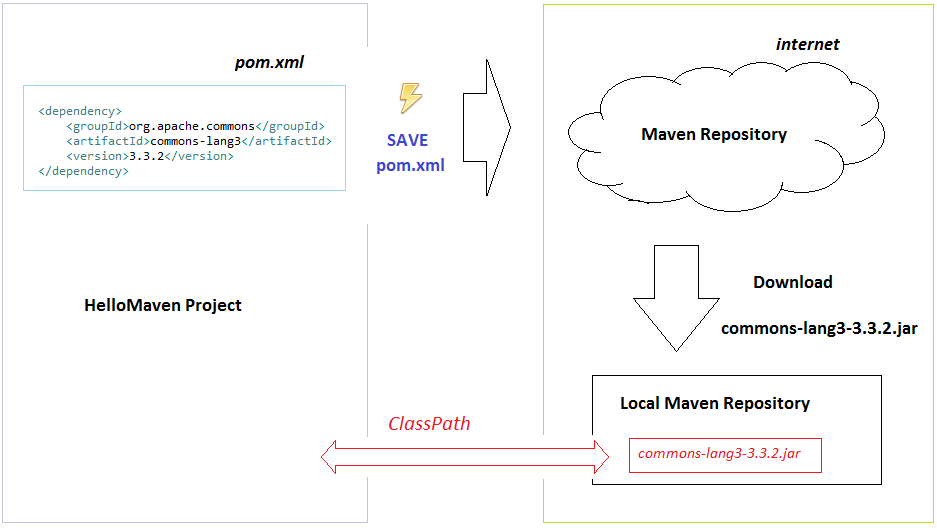 pom.xml
<dependency>
<groupId>org.apache.commons</groupId>
<artifactId>commons-lang3</artifactId>
<version>3.3.2</version>
</dependency>
HelloMaven Project
SAVE
pom.xml
internet
Maven Repository
Download
commons-lang3-3.3.2.jar
Local Maven Repository
commons-lang3-3.3.2.jar
ClassPath